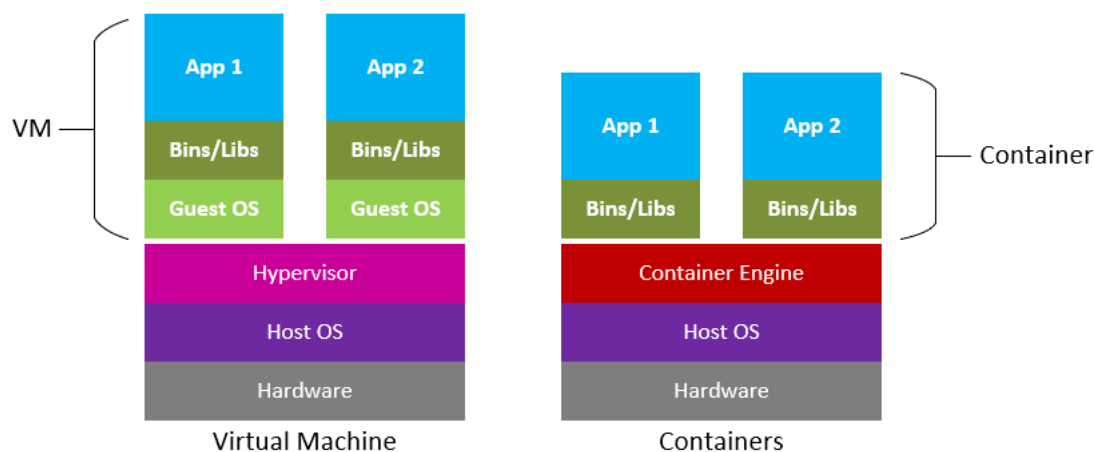 App 1
App 2
VM
Bins/Libs
Bins/Libs
Guest OS
Guest OS
Hypervisor
Host OS
Hardware
Virtual Machine
App 1
App 2
Container
Bins/Libs
Bins/Libs
Container Engine
Host OS
Hardware
Containers